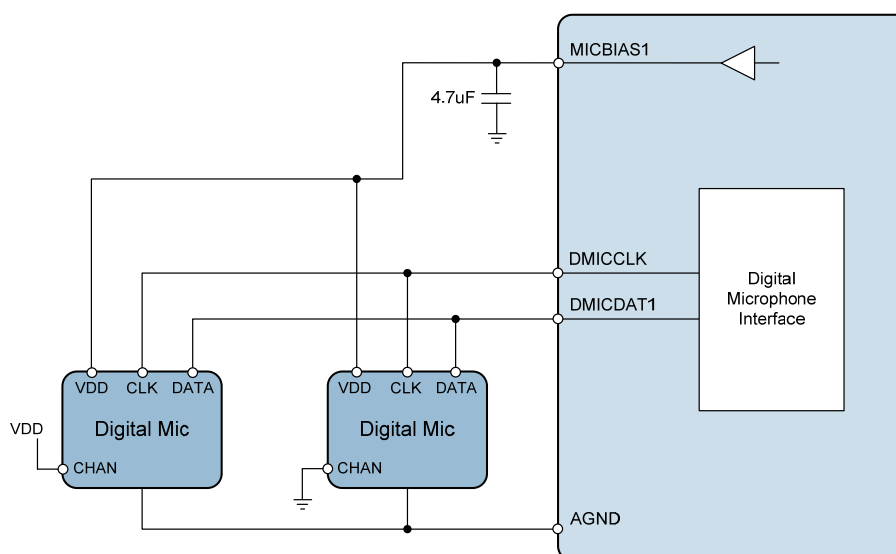 MICBIAS1
4.7uF
DMICCLK
Digital
Microphone
Interface
DMICDAT1
VDD CLK DATA
Digital Mic
VDD
CHAN
VDD CLK DATA
Digital Mic
CHAN
AGND